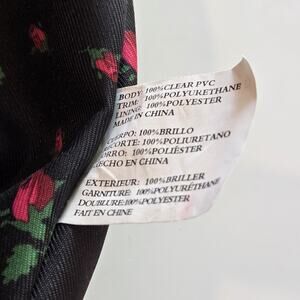 BODY: 100%CLEAR PVC
TRIM: 100%POLYURETHANE
LINING: 100%POLYESTER
MADE IN CHINA
CUERPO: 100%BRILLO
CORTE: 100%POLIURETANO
FORRO: 100%POLIÉSTER
HECHO EN CHINA
EXTERIEUR: 100%BRILLER
GARNITURE: 100%POLYURÉTHANE
DOUBLURE:100%POLYESTER
FAIT EN CHINE